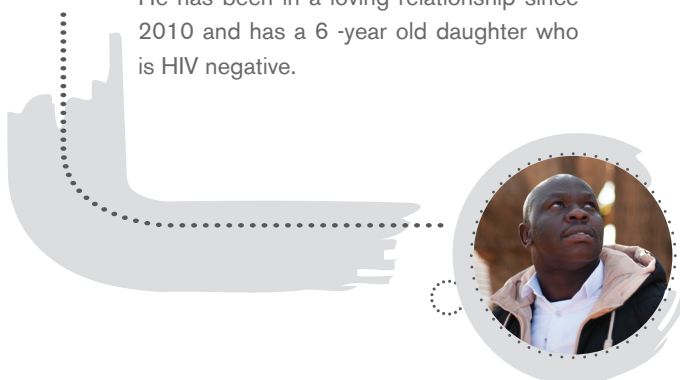 He has been in a loving relationship since
2010 and has a 6 -year old daughter who
is HIV negative.